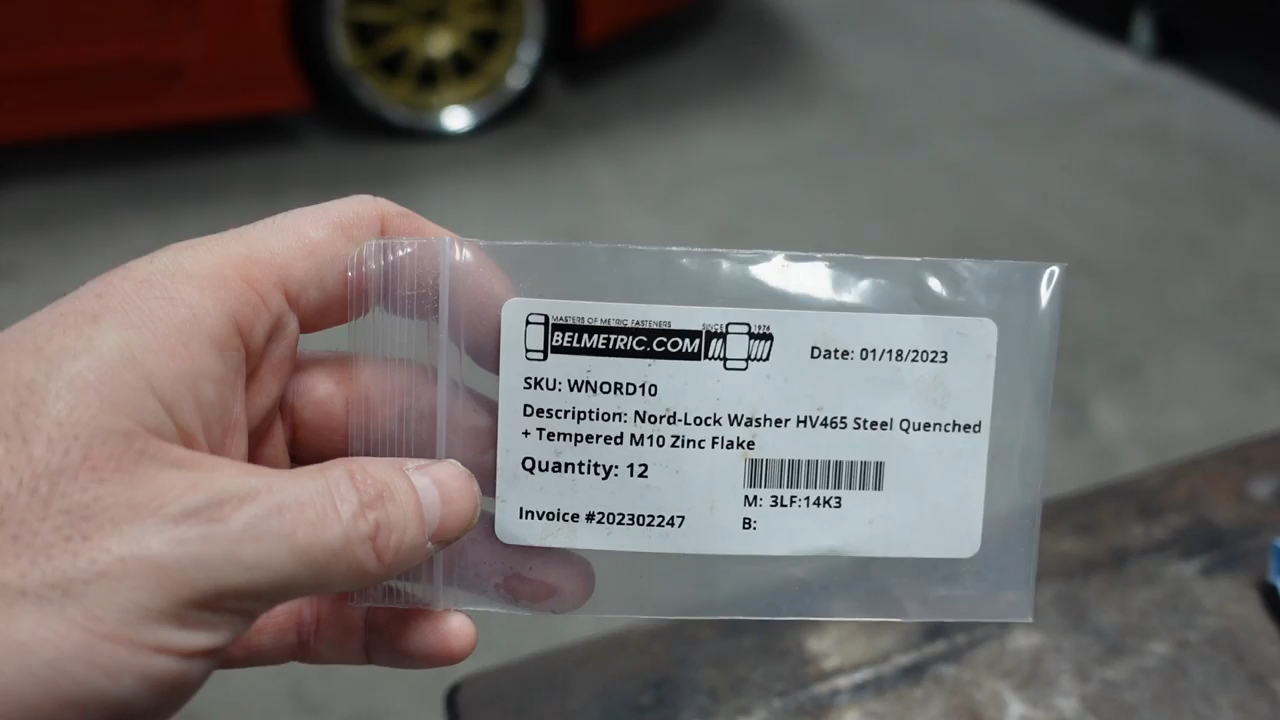 MASTERS OF METRIC FASTENERS SINCE 1976
BELMETRIC.COM
Date: 01/18/2023
SKU: WNORD10
Description: Nord-Lock Washer HV465 Steel Quenched
+ Tempered M10 Zinc Flake
Quantity: 12
M: 3LF:14K3
Invoice #202302247
B: